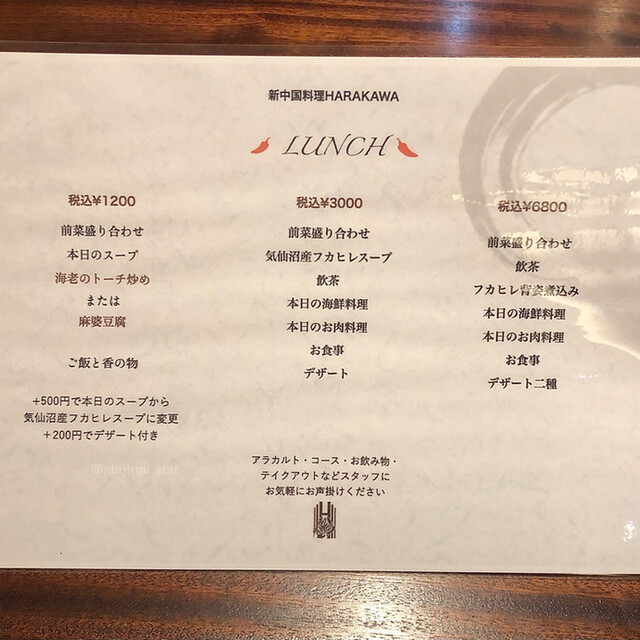 新中国料理HARAKAWA
LUNCH
税込¥1200
前菜盛り合わせ
本日のスープ
海老のトーチ炒め
または
麻婆豆腐
ご飯と香の物
+500円で本日のスープから
気仙沼産フカヒレスープに変更
+200円でデザート付き
税込¥3000
前菜盛り合わせ
気仙沼産フカヒレスープ
飲茶
本日の海鮮料理
本日のお肉料理
お食事
デザート
税込¥6800
前菜盛り合わせ
飲茶
フカヒレ背姿煮込み
本日の海鮮料理
本日のお肉料理
お食事
デザート二種
アラカルト・コース・お飲み物・
テイクアウトなどスタッフに
お気軽にお声掛けください